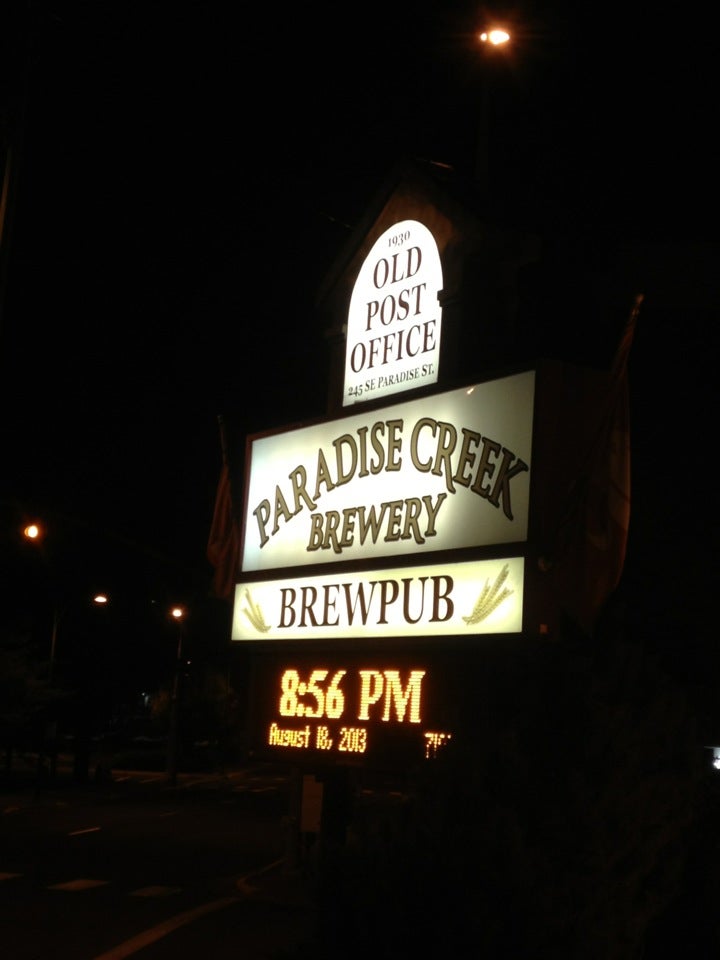 1930
OLD
POST
OFFICE
245 SE PARADISE ST.
PARADISE CREEK
BREWERY
BREWPUB
8:56 PM
August 18, 2013